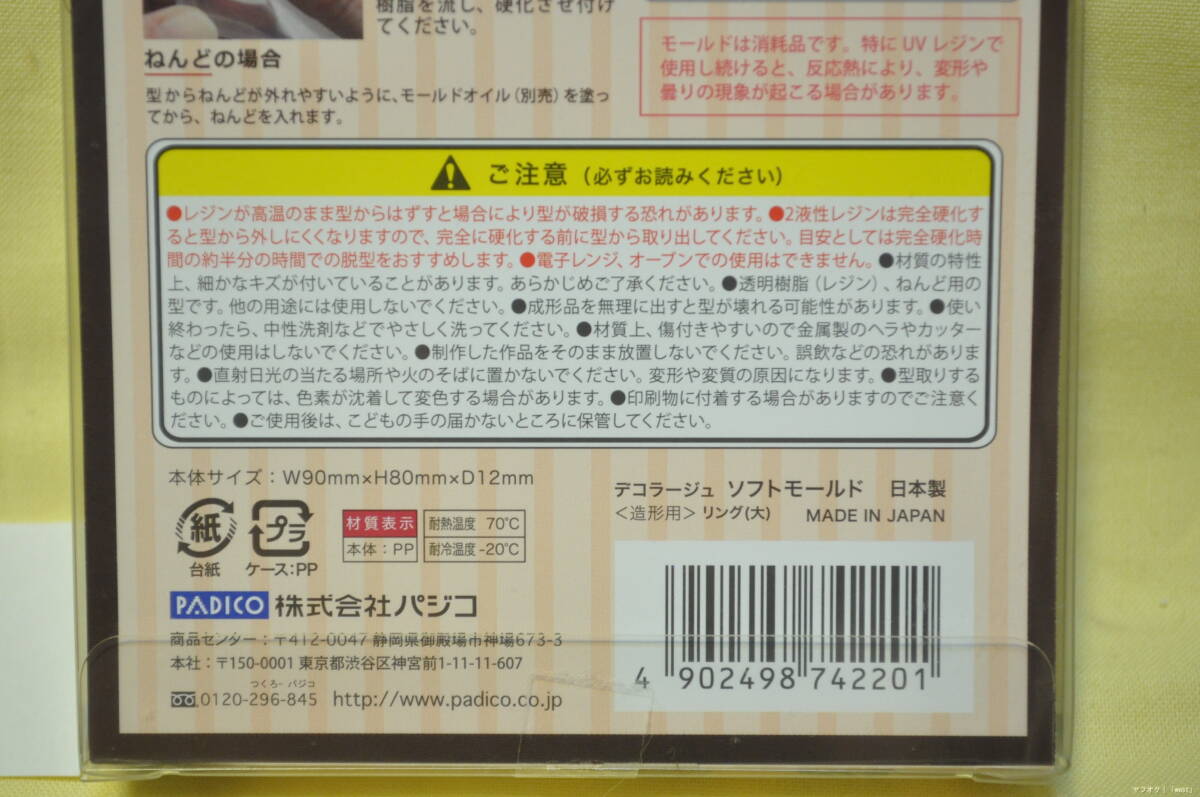 樹脂を流し、硬化させ付け
てください。
ねんどの場合
型からねんどが外れやすいように、モールドオイル（別売）を塗っ
てから、ねんどを入れます。
モールドは消耗品です。特に UV レジンで
使用し続けると、反応熱により、変形や
曇りの現象が起こる場合があります。
ご注意（必ずお読みください）
●レジンが高温のまま型からはずすと場合により型が破損する恐れがあります。●2液性レジンは完全硬化す
ると型から外しにくくなりますので、完全に硬化する前に型から取り出してください。目安としては完全硬化時
間の約半分の時間での脱型をおすすめします。●電子レンジ、オーブンでの使用はできません。●材質の特性
上、細かなキズが付いていることがあります。あらかじめご了承ください。●透明樹脂（レジン）、ねんど用の
型です。他の用途には使用しないでください。●成形品を無理に出すと型が壊れる可能性があります。●使い
終わったら、中性洗剤などでやさしく洗ってください。●材質上、傷付きやすいので金属製のヘラやカッター
などの使用はしないでください。●制作した作品をそのまま放置しないでください。誤飲などの恐れがありま
す。●直射日光の当たる場所や火のそばに置かないでください。変形や変質の原因になります。●型取りする
ものによっては、色素が沈着して変色する場合があります。●印刷物に付着する場合がありますのでご注意く
ださい。●ご使用後は、こどもの手の届かないところに保管してください。
本体サイズ：W90mm×H80mm×D12mm
デコラージュ ソフトモールド 日本製
＜造形用＞ リング(大) MADE IN JAPAN
紙
台紙
プラ
ケース:PP
材質表示
本体：PP
耐熱温度 70℃
耐冷温度 -20℃
PADICO 株式会社パジコ
商品センター：〒412-0047 静岡県御殿場市神場673-3
本社：〒150-0001 東京都渋谷区神宮前1-11-11-607
つくろー パジコ
0120-296-845 http://www.padico.co.jp
4 902498 742201